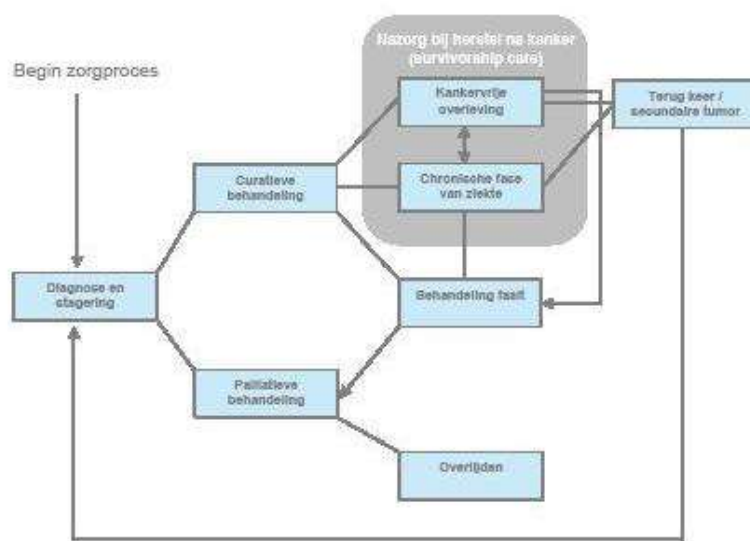 Nazorg bij herstel na kanker
(survivorship care)
Begin zorgproces
Kankervrije
overleving
Terug keer /
secundaire tumor
Curatieve
behandeling
Chronische fase
van ziekte
Diagnose en
stagering
Behandeling faalt
Palliatieve
behandeling
Overlijden